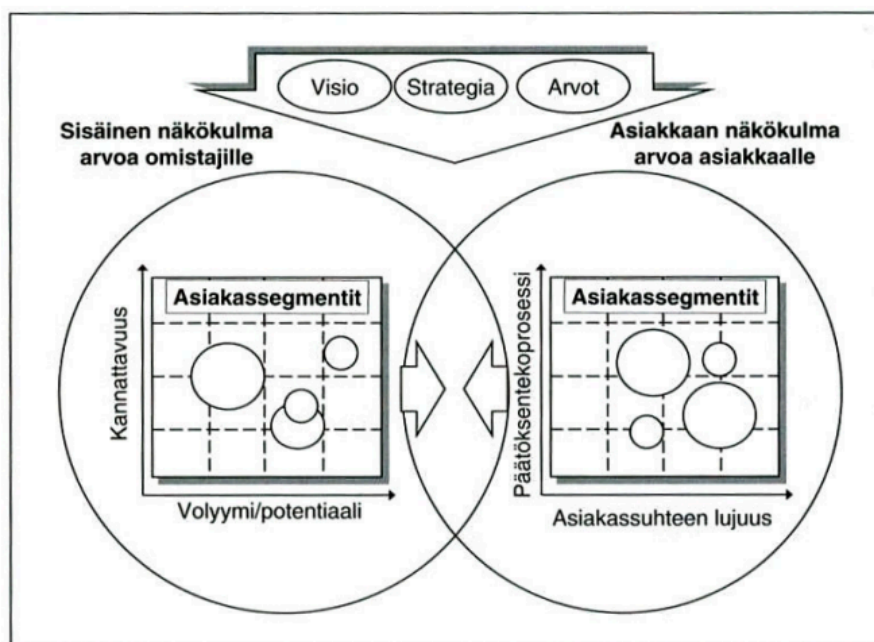 Visio
Strategia
Arvot
Sisäinen näkökulma
arvoa omistajille
Asiakkaan näkökulma
arvoa asiakkaalle
Kannattavuus
Asiakassegmentit
Volyymi/potentiaali
Päätöksentekoprosessi
Asiakassegmentit
Asiakassuhteen lujuus